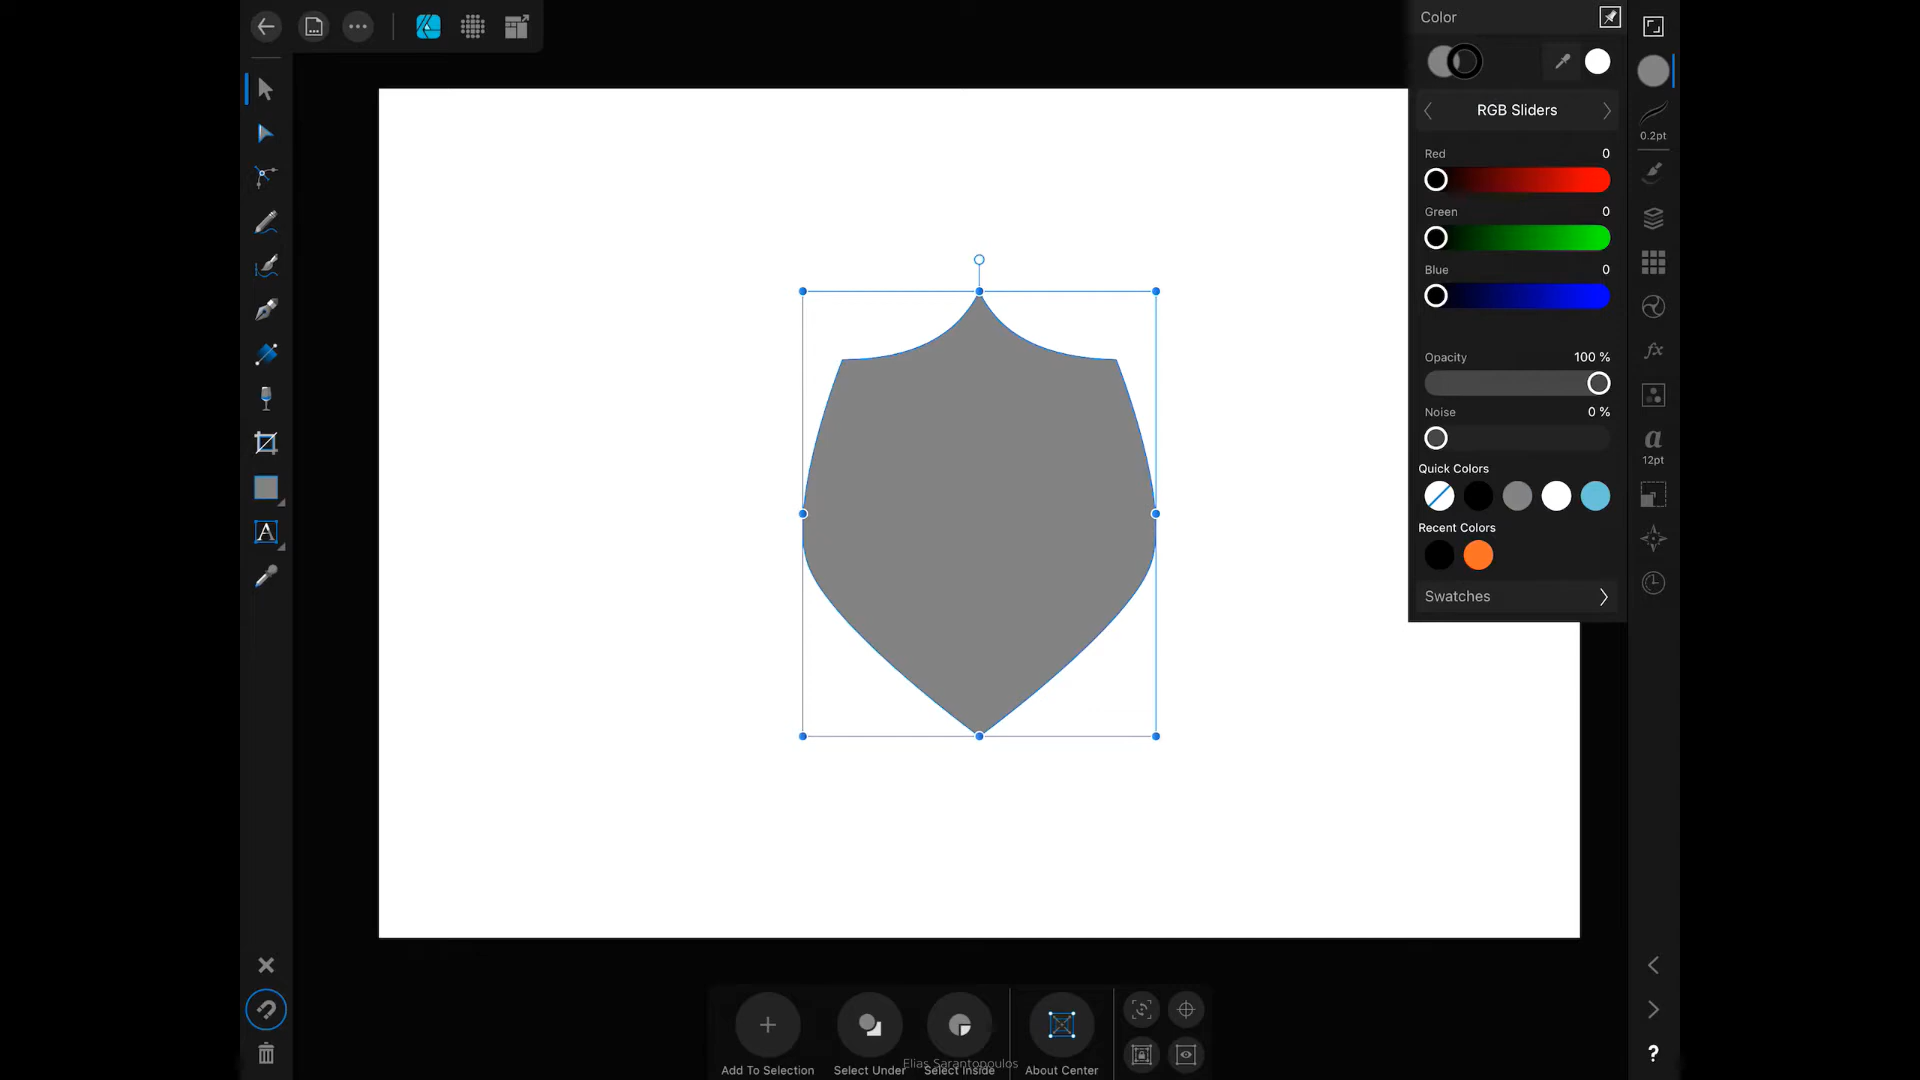 Color
RGB Sliders
0.2pt
Red 0
Green 0
Blue 0
Opacity 100 %
fx
Noise 0 %
a
12pt
Quick Colors
Recent Colors
A
Swatches
?
Elias Sarantopoulos
Add To Selection Select Under Select Inside About Center